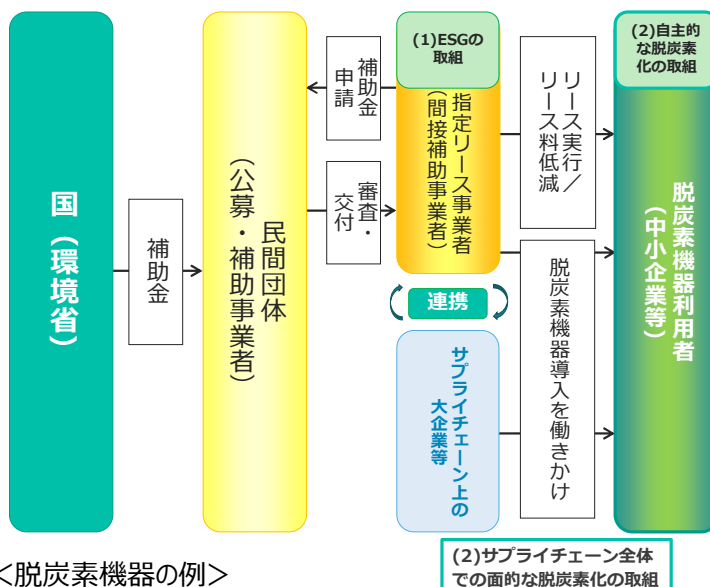 国（環境省）
補助金
民間団体
（公募・補助事業者）
補助金
申請
審査・
交付
(1)ESGの
取組
指定リース事業者
（間接補助事業者）
連携
サプライチェーン上の
大企業等
リース実行／
リース料低減
脱炭素機器導入を働きかけ
(2)自主的
な脱炭素
化の取組
脱炭素機器利用者
（中小企業等）
(2)サプライチェーン全体
での面的な脱炭素化の取組
＜脱炭素機器の例＞